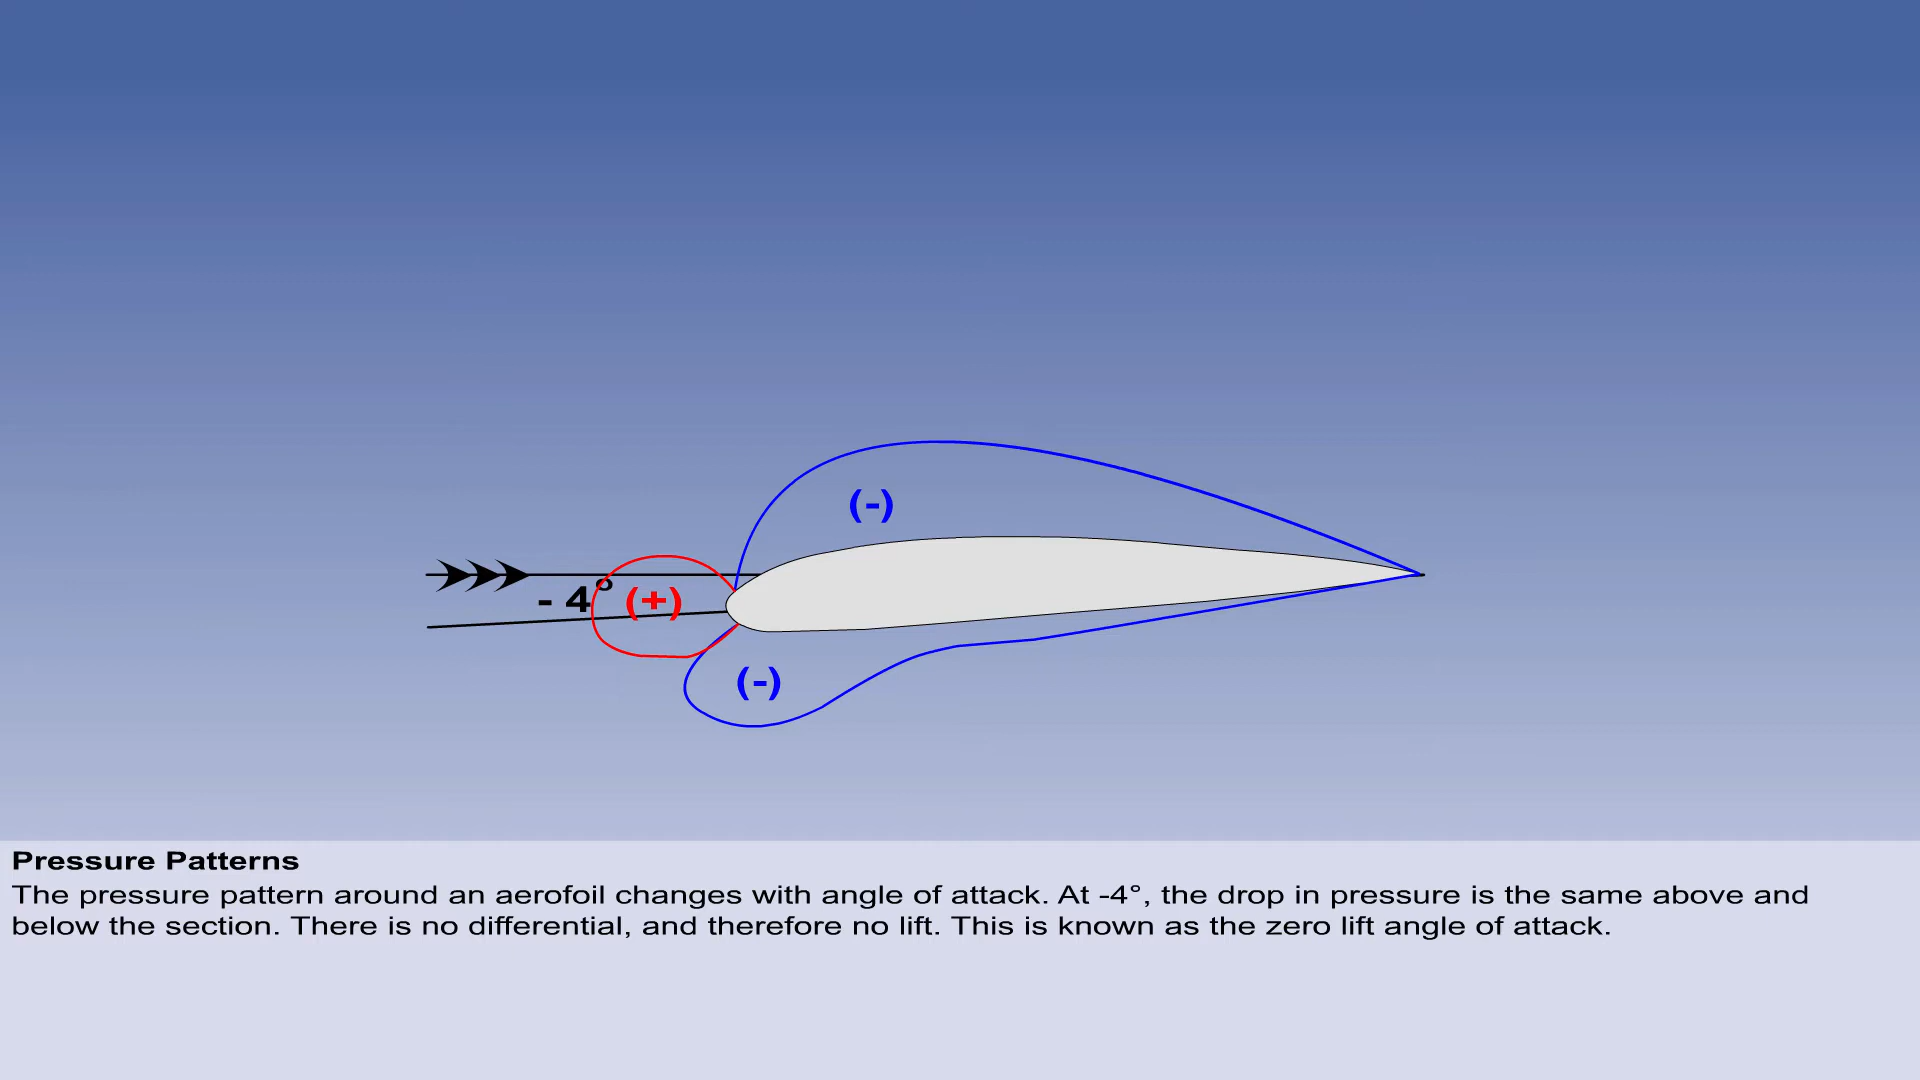 (-)
- 4° (+)
(-)
Pressure Patterns
The pressure pattern around an aerofoil changes with angle of attack. At -4°, the drop in pressure is the same above and
below the section. There is no differential, and therefore no lift. This is known as the zero lift angle of attack.